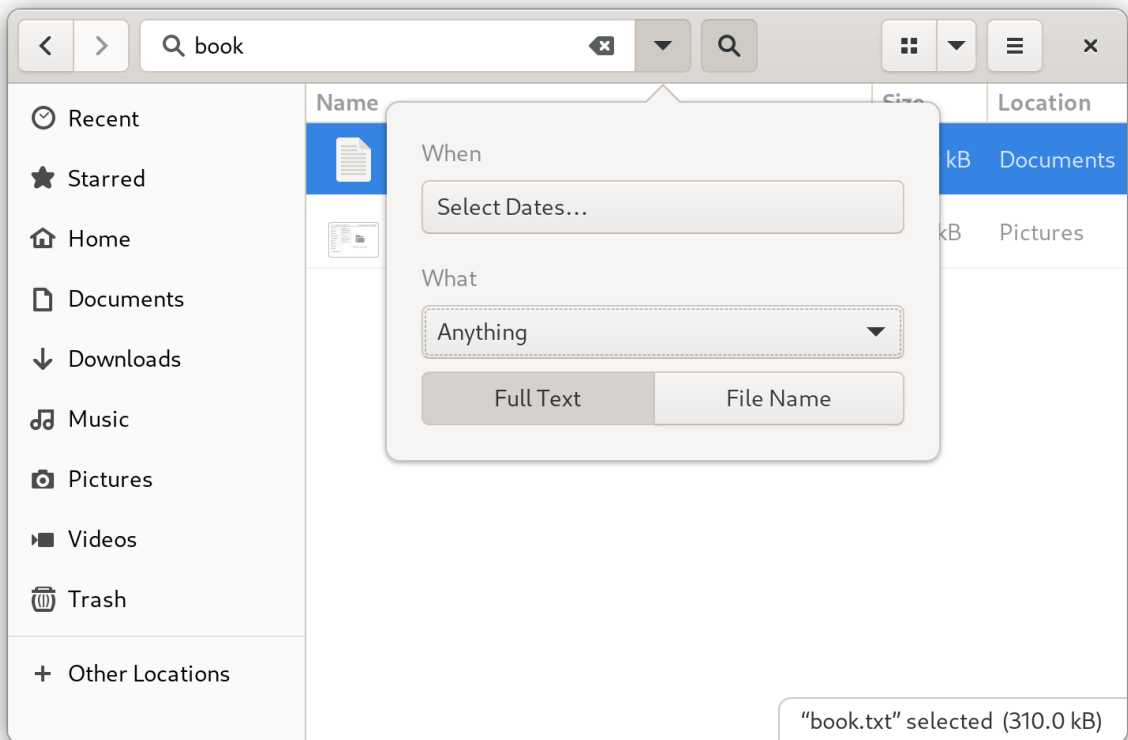 book
Recent
Starred
Home
Documents
Downloads
Music
Pictures
Videos
Trash
Other Locations
Name Size Location
kB Documents
kB Pictures
When
Select Dates…
What
Anything
Full Text File Name
“book.txt” selected (310.0 kB)